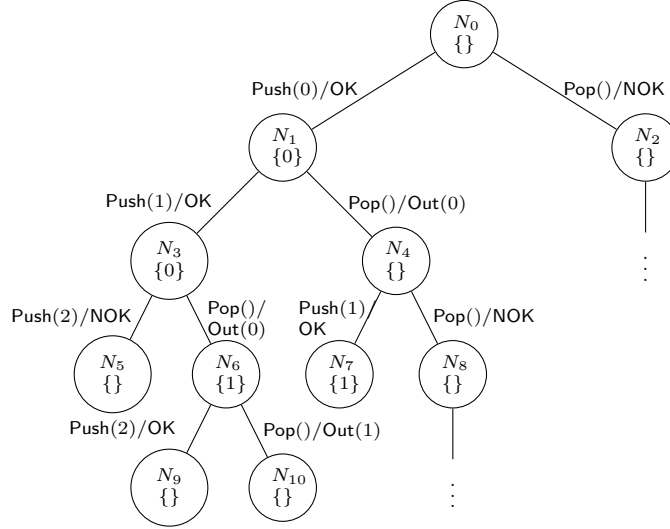 N0
{}
Push(0)/OK
Pop()/NOK
N1
{0}
N2
{}
Push(1)/OK
Pop()/Out(0)
N3
{0}
N4
{}
⋮
Push(2)/NOK
Pop()/
Out(0)
Push(1)/
OK
Pop()/NOK
N5
{}
N6
{1}
N7
{1}
N8
{}
Push(2)/OK
Pop()/Out(1)
N9
{}
N10
{}
⋮